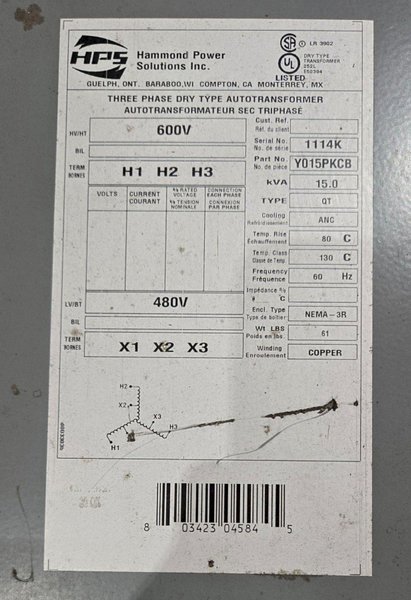 HPS
Hammond Power
Solutions Inc.
GUELPH, ONT. BARABOO,WI COMPTON, CA MONTERREY, MX
SA
LR 3902
UL
LISTED
DRY TYPE
TRANSFORMER
THREE PHASE DRY TYPE AUTOTRANSFORMER
AUTOTRANSFORMATEUR SEC TRIPHASÉ
HV/HT 600V
BIL
TERM
BORNES H1 H2 H3
VOLTS
CURRENT
COURANT
% RATED
VOLTAGE
% TENSION
NOMINALE
CONNECTION
EACH PHASE
CONNEXION
PAR PHASE
LV/BT 480V
BIL
TERM
BORNES X1 X2 X3
Cust. Ref.
Réf. du client
Serial No.
No. de série 1114K
Part No.
No. de pièce Y015PKCB
kVA 15.0
TYPE QT
Cooling
Refroidissement ANC
Temp. Rise
Échauffement 80 C
Temp. Class
Classe de Temp. 130 C
Frequency
Fréquence 60 Hz
Impédance %
@ °C
Encl. Type
Type de boîtier NEMA-3R
Wt LBS
Poids en lbs. 61
Winding
Enroulement COPPER
H2
X2
X3
H1
H3
8 03423 04584 5